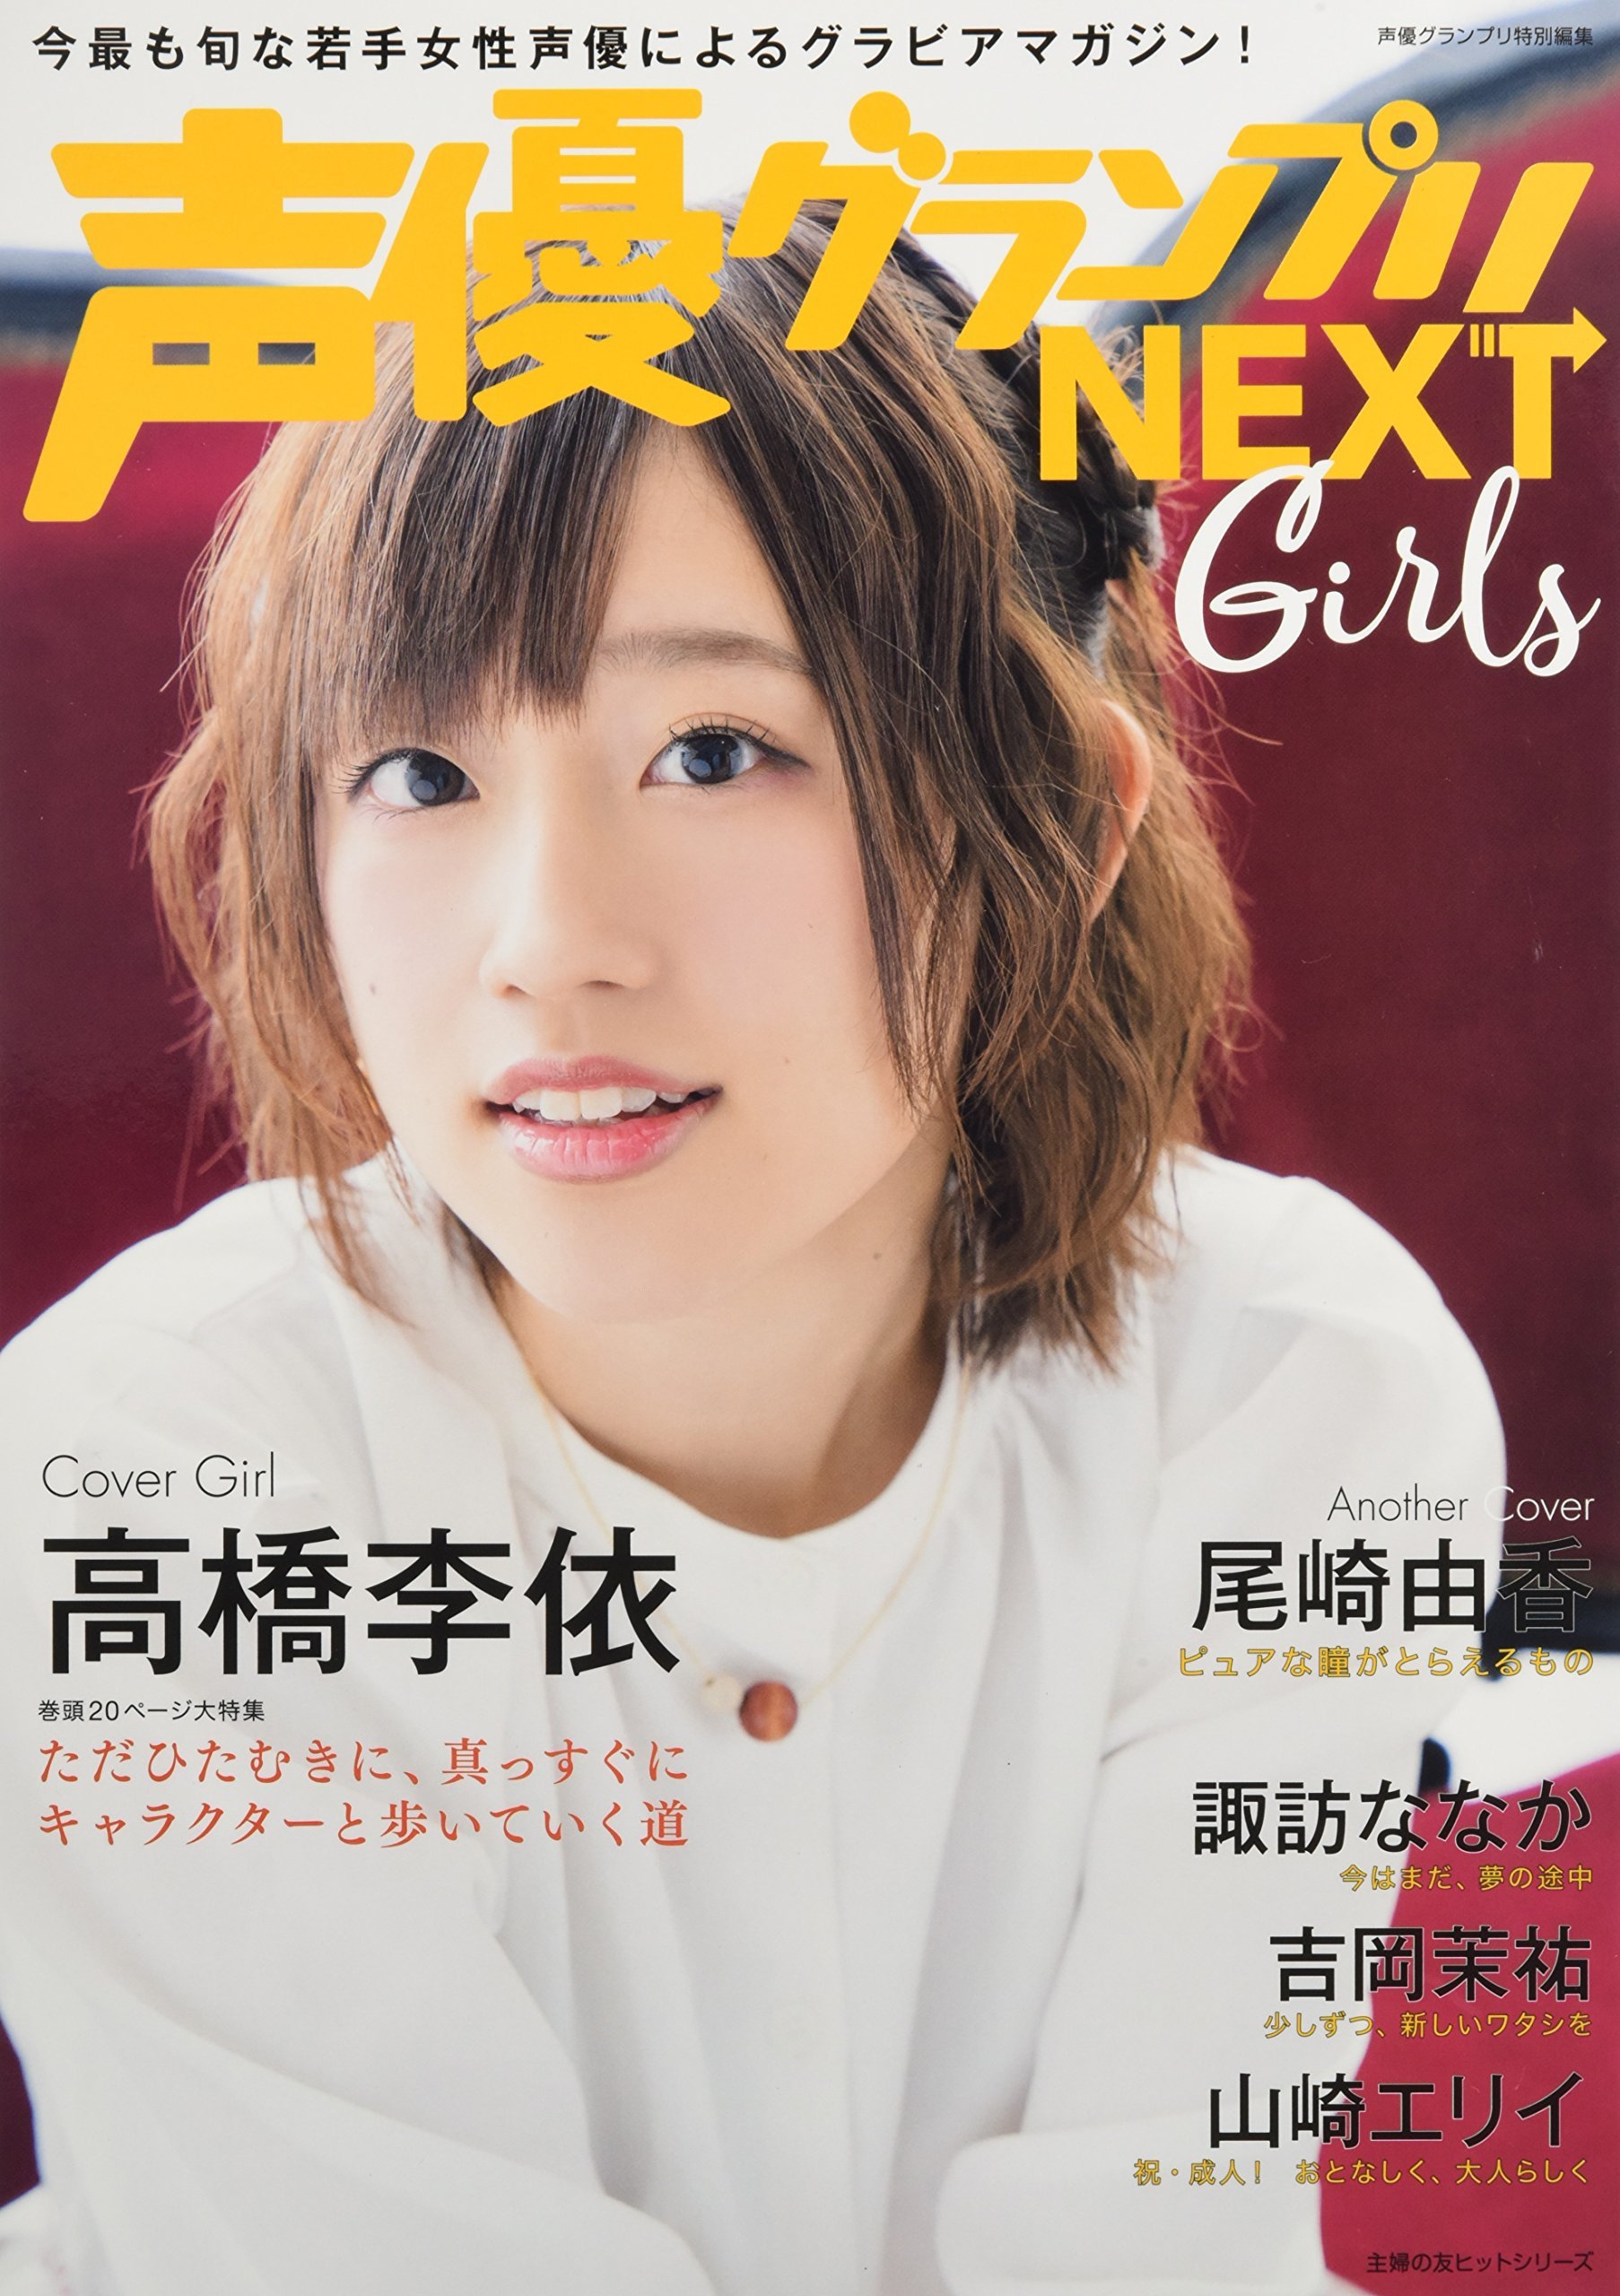 今最も旬な若手女性声優によるグラビアマガジン!
声優グランプリ特別編集
声優グランプリ
NEXT
Girls
Cover Girl
高橋李依
巻頭20ページ大特集
ただひたむきに、真っすぐに
キャラクターと歩いていく道
Another Cover
尾崎由香
ピュアな瞳がとらえるもの
諏訪ななか
今はまだ、夢の途中
吉岡茉祐
少しずつ、新しいワタシを
山崎エリイ
祝・成人! おとなしく、大人らしく
主婦の友ヒットシリーズ